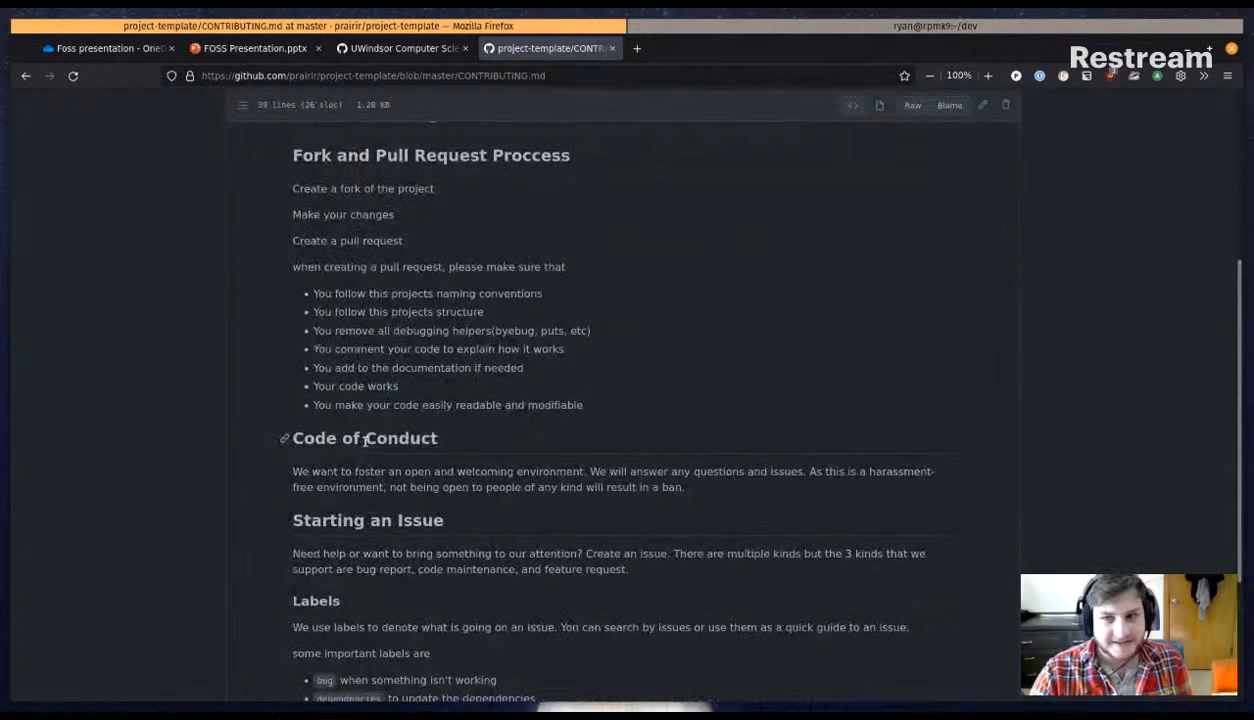 project-template/CONTRIBUTING.md at master · prairir/project-template — Mozilla Firefox
ryan@rpmk9:~/dev
Foss presentation - OneD
FOSS Presentation.pptx
UWindsor Computer Scie
project-template/CONTRI
Restream
https://github.com/prairir/project-template/blob/master/CONTRIBUTING.md
100%
39 lines (26 sloc) 1.28 KB
Raw
Blame
Fork and Pull Request Proccess
Create a fork of the project
Make your changes
Create a pull request
when creating a pull request, please make sure that
• You follow this projects naming conventions
• You follow this projects structure
• You remove all debugging helpers(byebug, puts, etc)
• You comment your code to explain how it works
• You add to the documentation if needed
• Your code works
• You make your code easily readable and modifiable
Code of Conduct
We want to foster an open and welcoming environment. We will answer any questions and issues. As this is a harassment-
free environment, not being open to people of any kind will result in a ban.
Starting an Issue
Need help or want to bring something to our attention? Create an issue. There are multiple kinds but the 3 kinds that we
support are bug report, code maintenance, and feature request.
Labels
We use labels to denote what is going on an issue. You can search by issues or use them as a quick guide to an issue.
some important labels are
• bug when something isn't working
• dependencies to update the dependencies